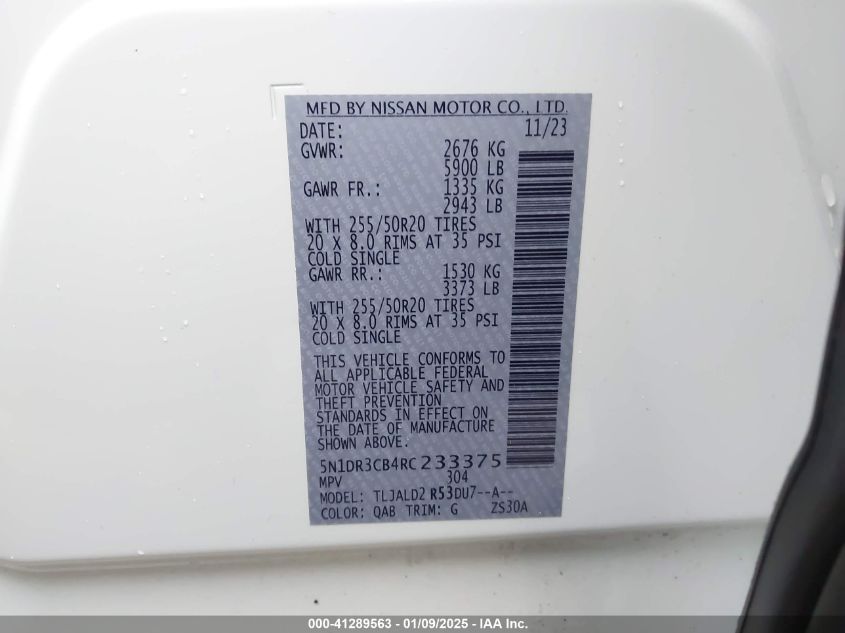 MFD BY NISSAN MOTOR CO., LTD.
DATE: 11/23
GVWR: 2676 KG
5900 LB
GAWR FR.: 1335 KG
2943 LB
WITH 255/50R20 TIRES
20 X 8.0 RIMS AT 35 PSI
COLD SINGLE
GAWR RR.: 1530 KG
3373 LB
WITH 255/50R20 TIRES
20 X 8.0 RIMS AT 35 PSI
COLD SINGLE
THIS VEHICLE CONFORMS TO
ALL APPLICABLE FEDERAL
MOTOR VEHICLE SAFETY AND
THEFT PREVENTION
STANDARDS IN EFFECT ON
THE DATE OF MANUFACTURE
SHOWN ABOVE.
5N1DR3CB4RC233375
MPV 304
MODEL: TLJALD2 R53DU7--A--
COLOR: QAB TRIM: G ZS30A
000-41289563 - 01/09/2025 - IAA Inc.